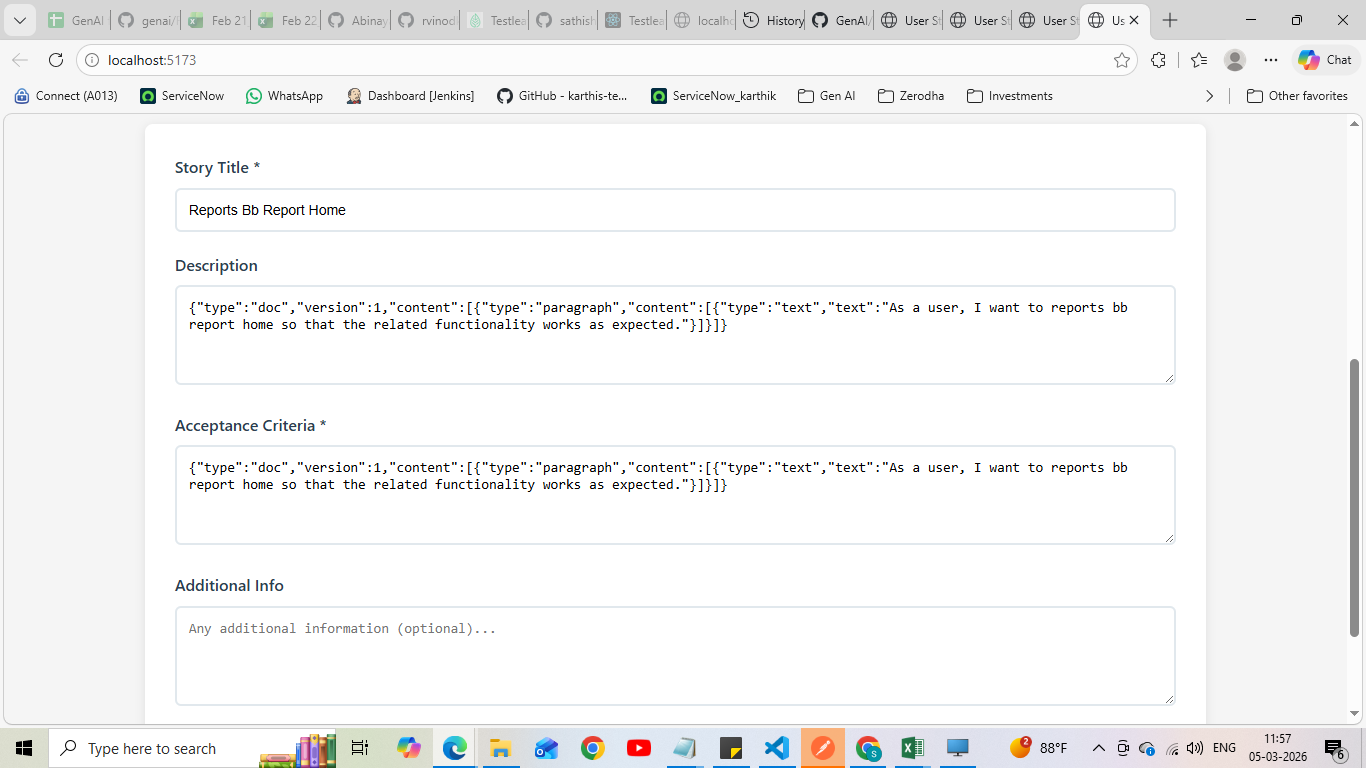 GenAI
genai/i
Feb 21
Feb 22
Abinay
rvinod
Testlea
sathish
Testlea
localho
History
GenAI/
User St
User St
User St
Us
localhost:5173
Chat
Connect (A013)
ServiceNow
WhatsApp
Dashboard [Jenkins]
GitHub - karthis-te...
ServiceNow_karthik
Gen AI
Zerodha
Investments
Other favorites
Story Title *
Reports Bb Report Home
Description
{"type":"doc","version":1,"content":[{"type":"paragraph","content":[{"type":"text","text":"As a user, I want to reports bb
report home so that the related functionality works as expected."}]}]}
Acceptance Criteria *
{"type":"doc","version":1,"content":[{"type":"paragraph","content":[{"type":"text","text":"As a user, I want to reports bb
report home so that the related functionality works as expected."}]}]}
Additional Info
Any additional information (optional)...
Type here to search
2
88°F
ENG
11:57
05-03-2026
6